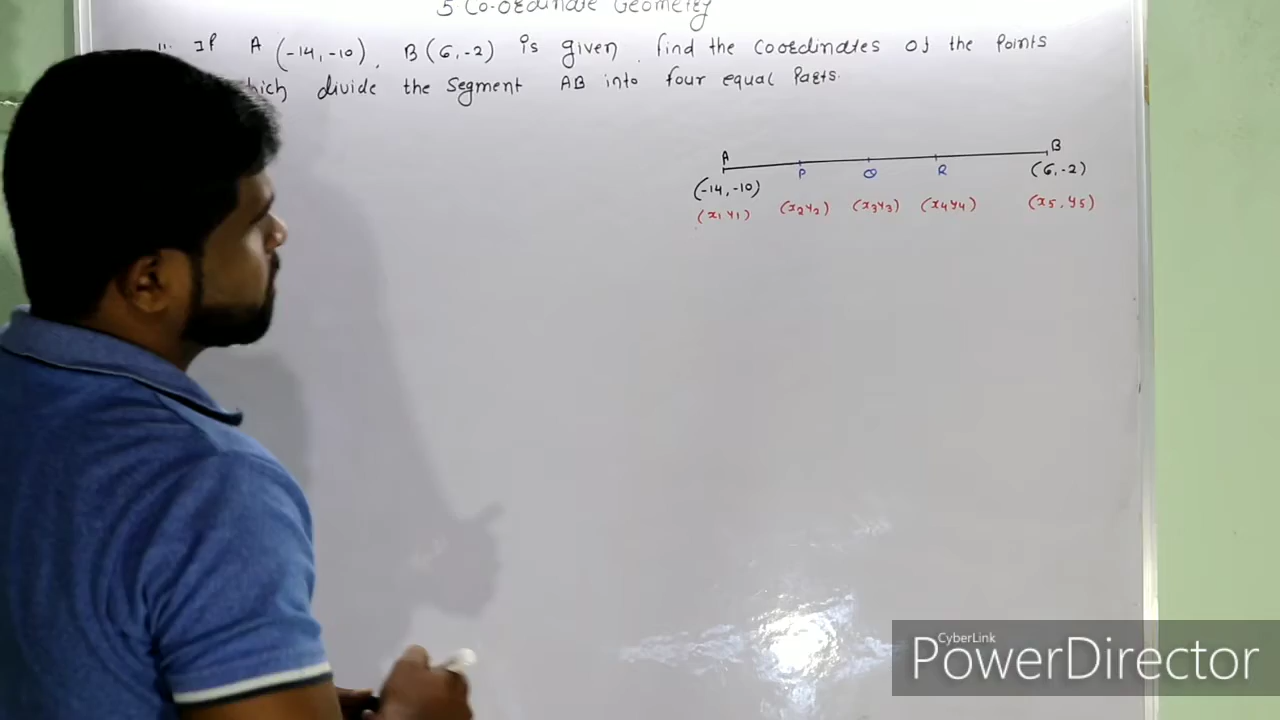 5 Co-ordinate Geometry
If A (-14, -10), B (6, -2) is given. find the coordinates of the Points
which divide the Segment AB into four equal Parts.
A B
P Q R
(-14, -10) (6, -2)
(x1 y1) (x2 y2) (x3 y3) (x4 y4) (x5, y5)
CyberLink
PowerDirector